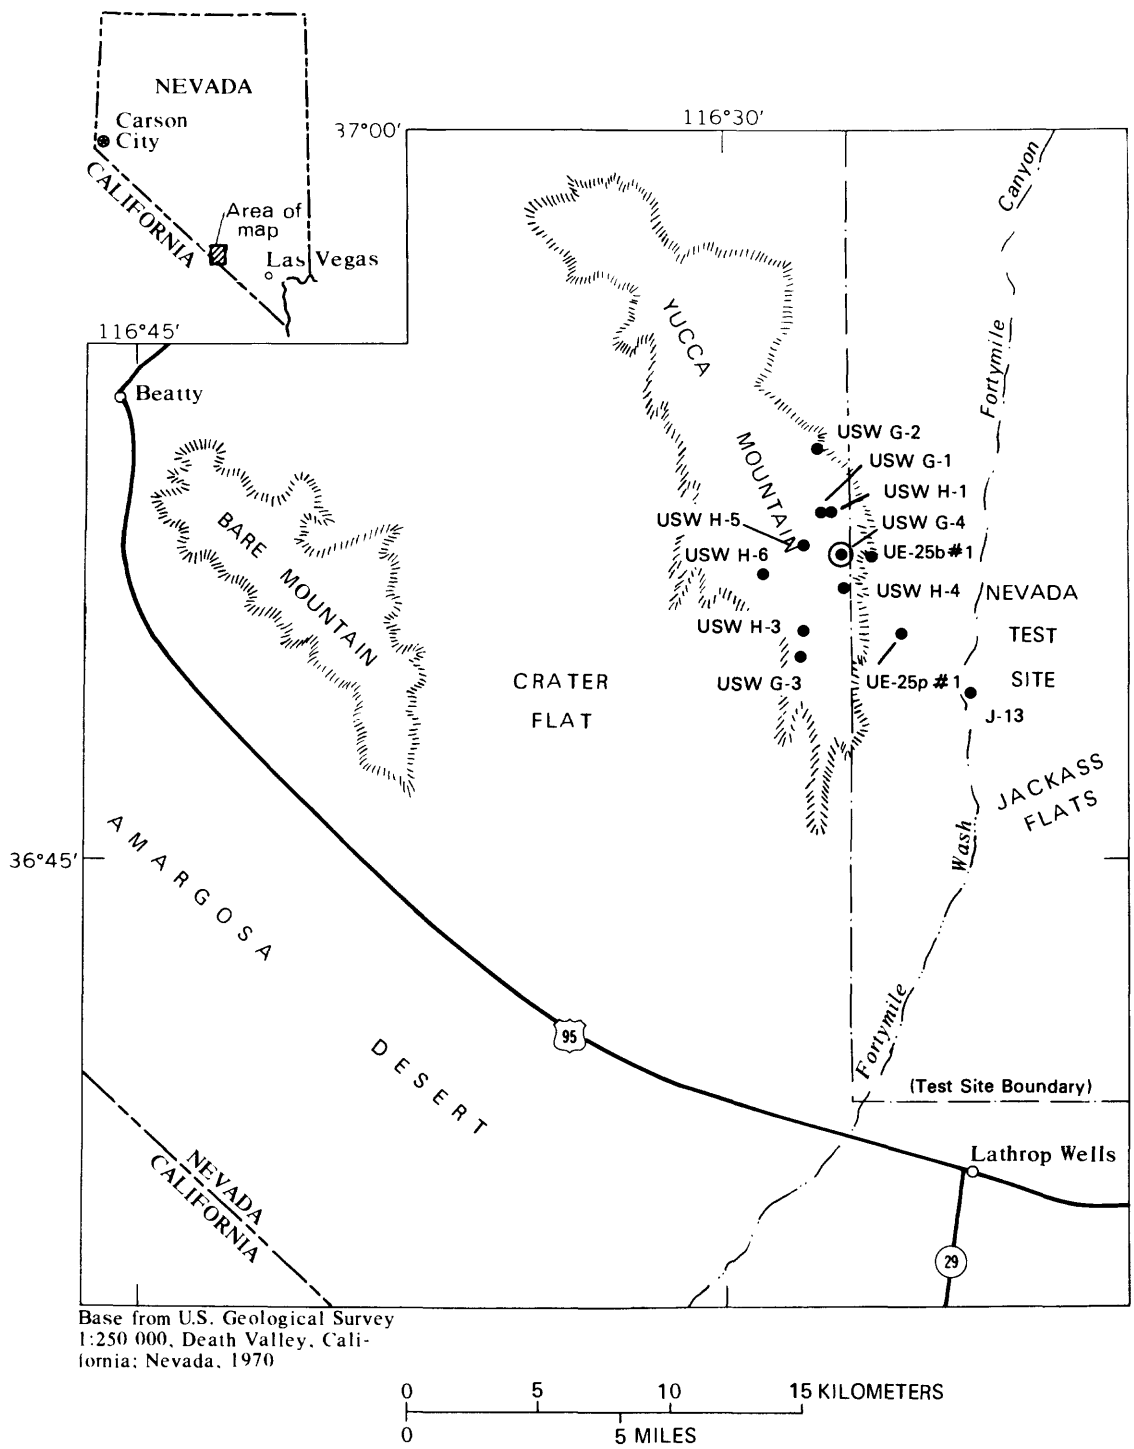 NEVADA
Carson
City
CALIFORNIA
Area of
map
Las Vegas
37°00'
116°30'
116°45'
Beatty
Canyon
Fortymile
YUCCA
MOUNTAIN
USW G-2
USW G-1
USW H-1
USW H-5
USW G-4
USW H-6
UE-25b#1
USW H-4
NEVADA
TEST
SITE
USW H-3
USW G-3
UE-25p #1
J-13
BARE
MOUNTAIN
CRATER
FLAT
JACKASS
FLATS
Wash
36°45'
AMARGOSA
DESERT
95
Fortymile
(Test Site Boundary)
Lathrop Wells
29
NEVADA
CALIFORNIA
Base from U.S. Geological Survey
1:250 000, Death Valley, Cali-
fornia; Nevada, 1970
0 5 10 15 KILOMETERS
0 5 MILES